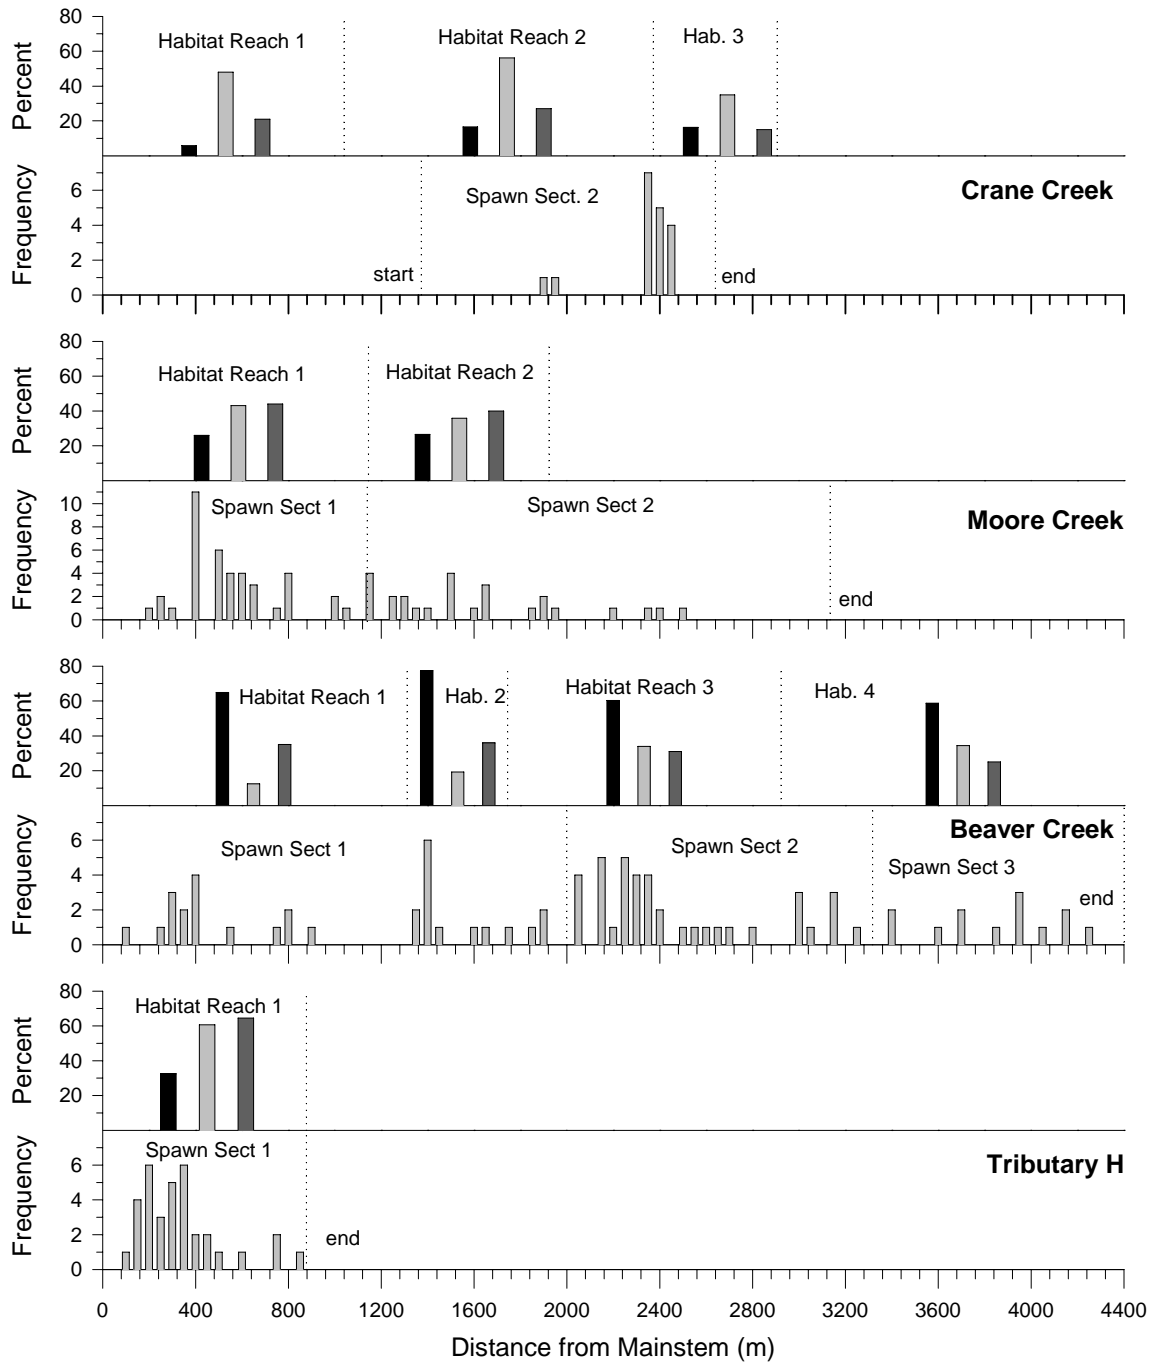 80
Habitat Reach 1
Habitat Reach 2
Hab. 3
60
40
20
Percent
Spawn Sect. 2
Crane Creek
6
4
2
0
Frequency
start
end
80
Habitat Reach 1
Habitat Reach 2
60
40
20
Percent
Spawn Sect 1
Spawn Sect 2
Moore Creek
10
8
6
4
2
0
Frequency
end
80
Habitat Reach 1
Hab. 2
Habitat Reach 3
Hab. 4
60
40
20
Percent
Beaver Creek
Spawn Sect 1
Spawn Sect 2
Spawn Sect 3
6
4
2
0
Frequency
end
80
Habitat Reach 1
60
40
20
Percent
Spawn Sect 1
Tributary H
6
4
2
0
Frequency
end
0 400 800 1200 1600 2000 2400 2800 3200 3600 4000 4400
Distance from Mainstem (m)